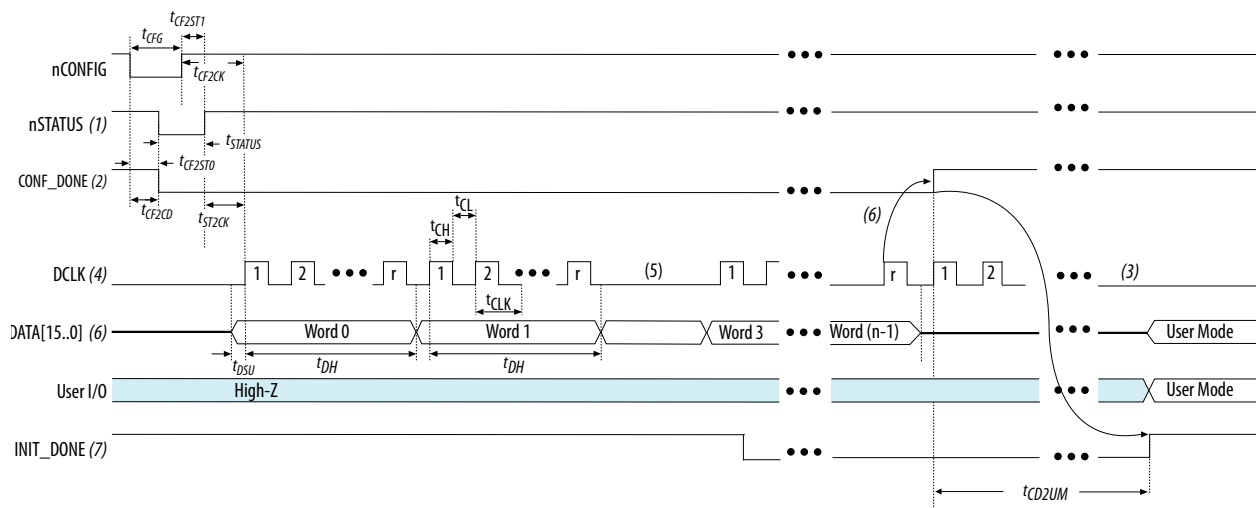 tCF2ST1
tCFG
nCONFIG
tCF2CK
nSTATUS (1)
tSTATUS
tCF2ST0
CONF_DONE (2)
tCF2CD
tST2CK
tCL
tCH
(6)
DCLK (4)
1 2 r 1 2 r (5) 1 r 1 2 (3)
tCLK
DATA[15..0] (6) Word 0 Word 1 Word 3 Word (n-1) User Mode
tDSU tDH tDH
User I/O High-Z User Mode
INIT_DONE (7)
tCD2UM